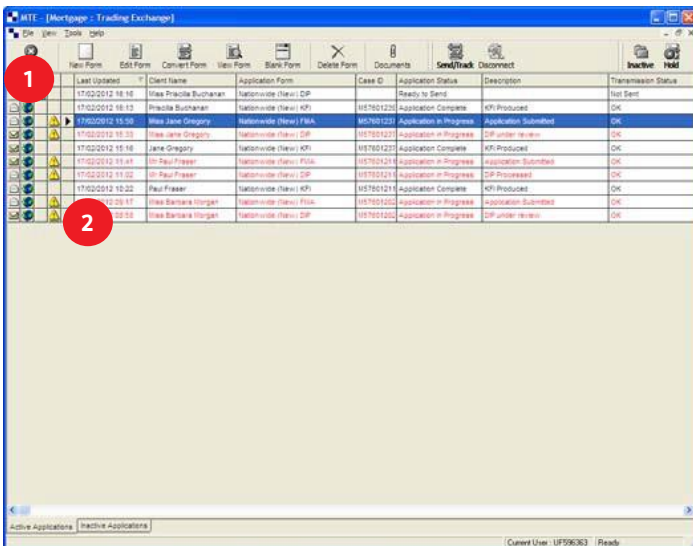 MTE - [Mortgage : Trading Exchange]
File View Tools Help
New Form Edit Form Convert Form View Form Blank Form Delete Form Documents Send/Track Disconnect Inactive Hold
1
Last Updated Client Name Application Form Case ID Application Status Description Transmission Status
17/02/2012 16:16 Miss Priscilla Buchanan Nationwide (New) DIP Ready to Send Not Sent
17/02/2012 16:13 Priscilla Buchanan Nationwide (New) KFI Application Complete KFI Produced OK
17/02/2012 15:50 Miss Jane Gregory Nationwide (New) FMA Application in Progress Application Submitted OK
Miss Jane Gregory Nationwide (New) DIP Application in Progress DIP under review OK
17/02/2012 15:16 Jane Gregory Nationwide (New) KFI Application Complete KFI Produced OK
17/02/2012 11:41 Mr Paul Fraser Nationwide (New) FMA Application in Progress Application Submitted OK
17/02/2012 11:02 Mr Paul Fraser Nationwide (New) DIP Application in Progress DIP Processed OK
17/02/2012 10:22 Paul Fraser Nationwide (New) KFI Application Complete KFI Produced OK
Miss Barbara Morgan Nationwide (New) FMA Application in Progress Application Submitted OK
Miss Barbara Morgan Nationwide (New) DIP Application in Progress DIP under review OK
2
Active Applications Inactive Applications
Current User : UF596363 Ready